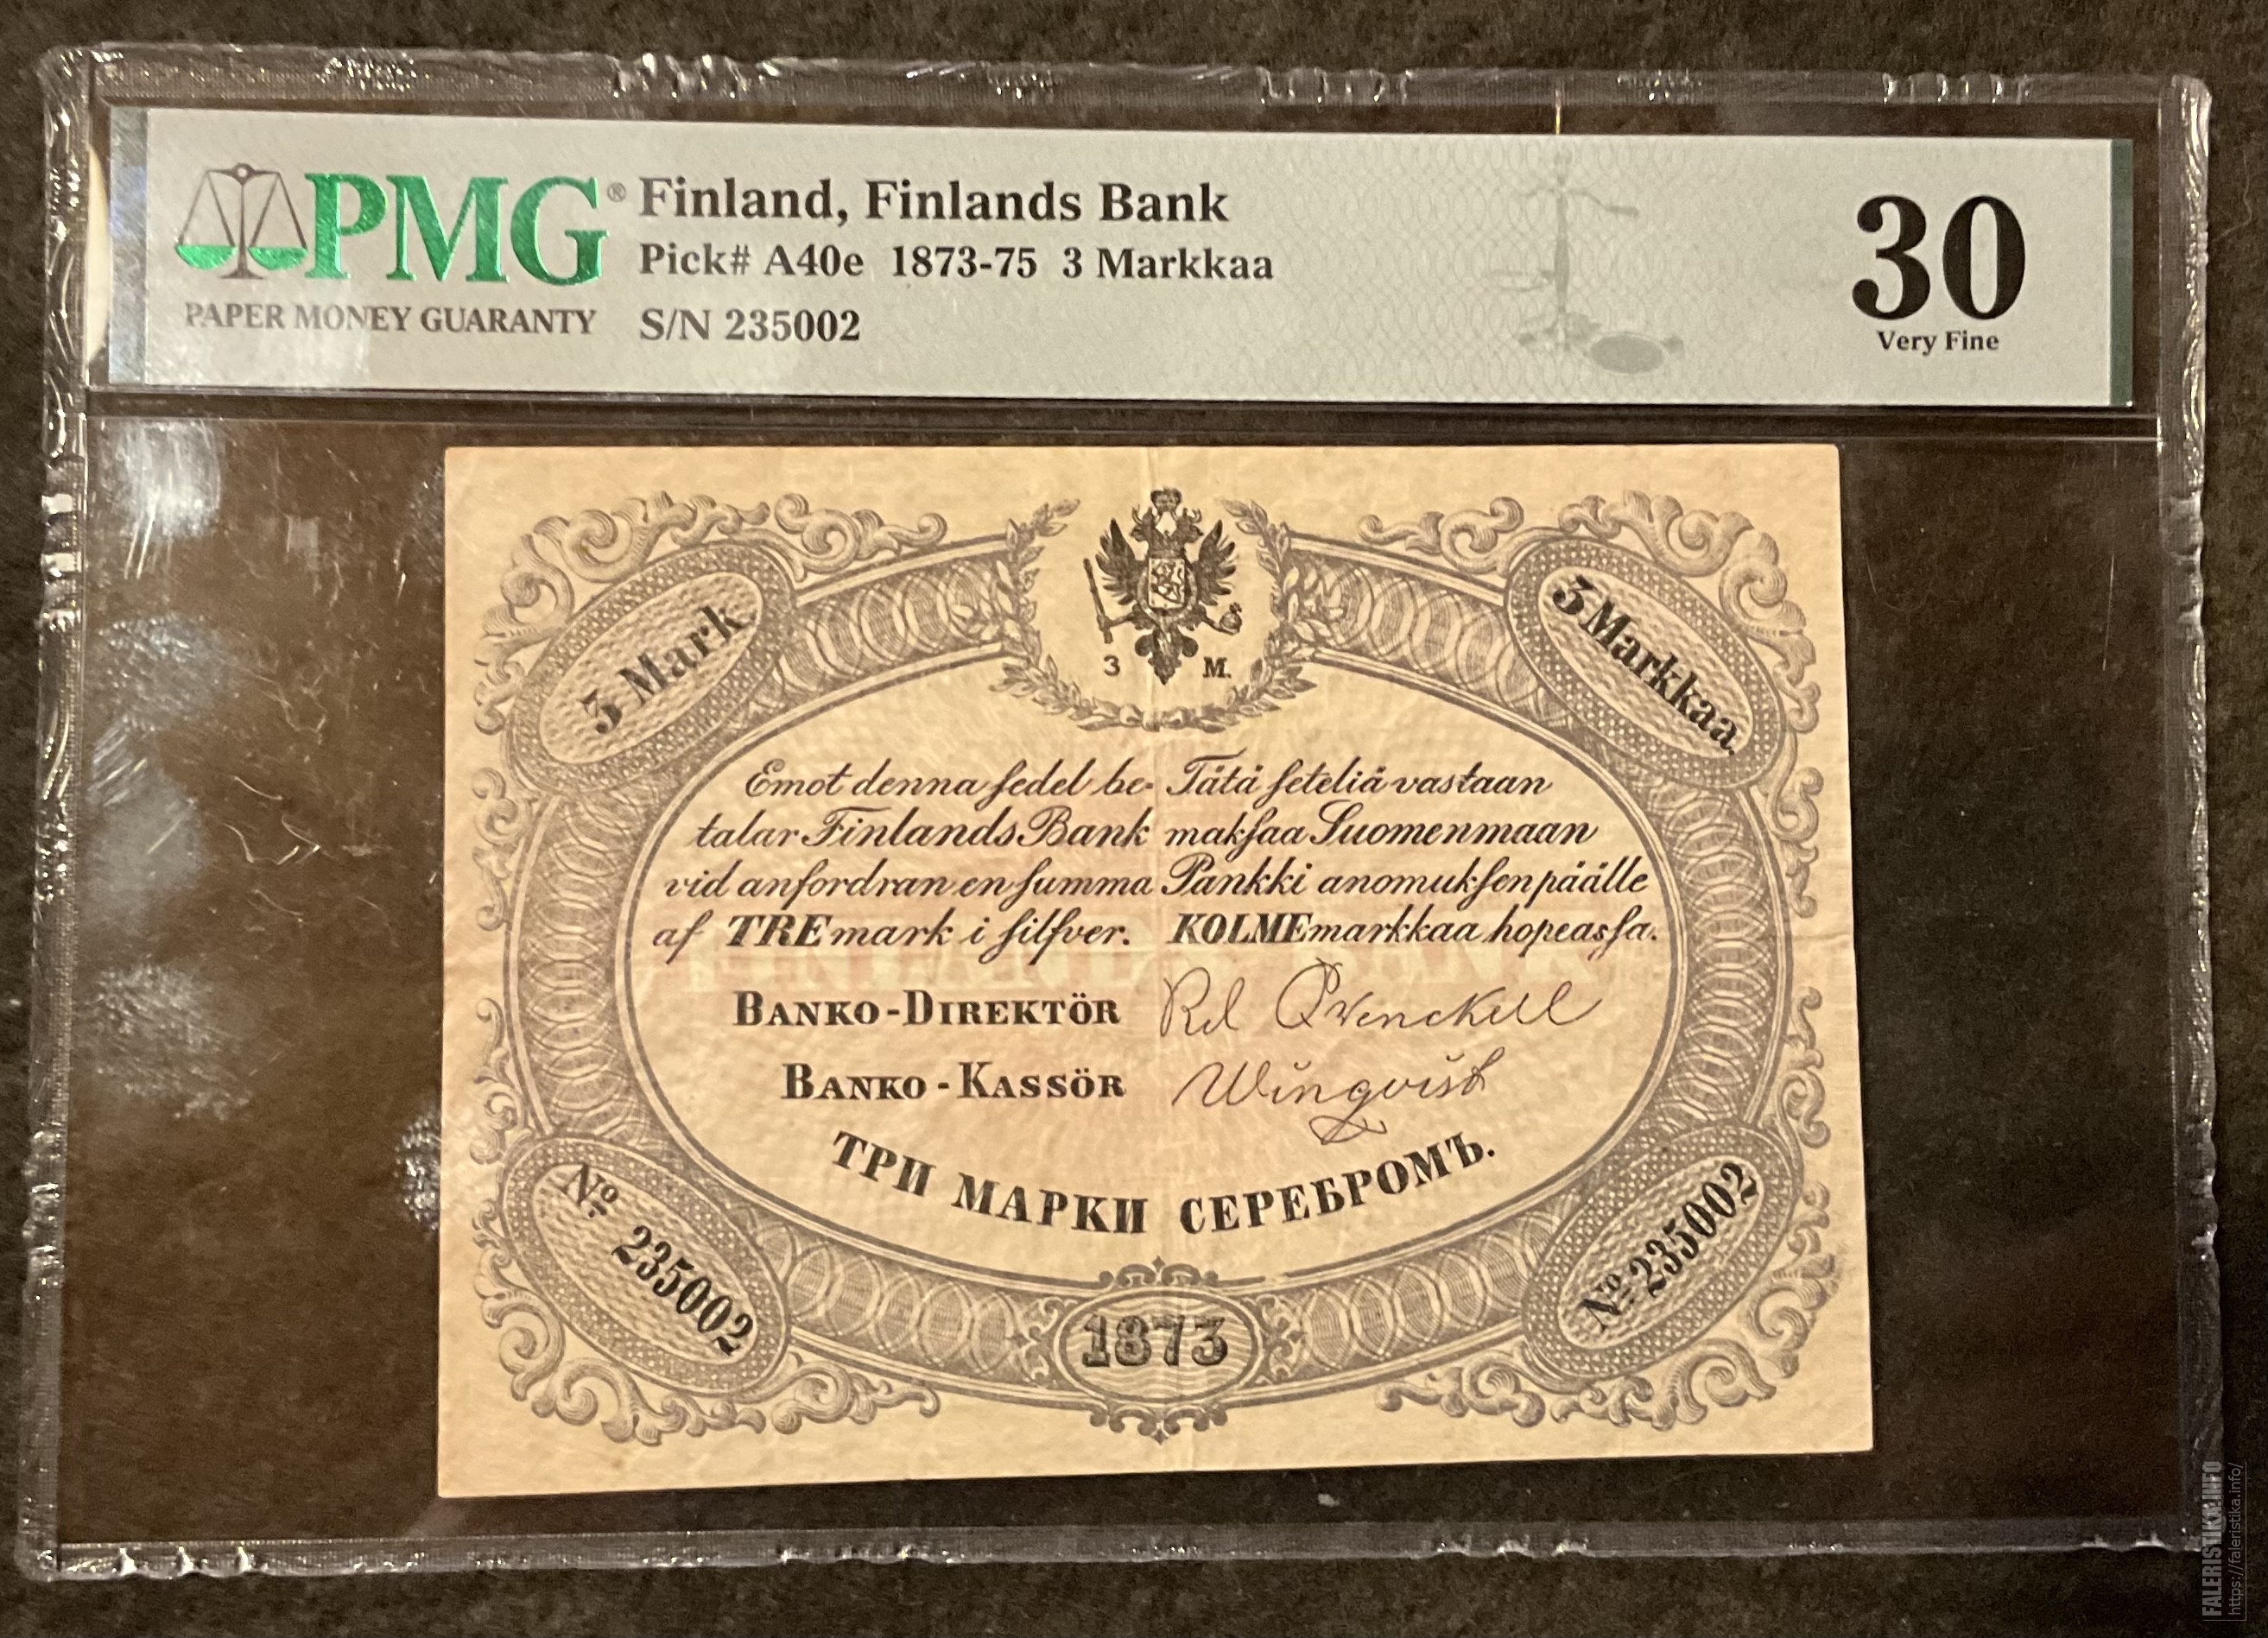 PMG®
PAPER MONEY GUARANTY
Finland, Finlands Bank
Pick# A40e 1873-75 3 Markkaa
S/N 235002
30
Very Fine
3 Mark
3 Markkaa
3 M.
Emot denna ſedel be-
talar Finlands Bank
vid anfordran en ſumma
af TRE mark i ſilfver.
Tätä ſeteliä vastaan
makſaa Suomenmaan
Pankki anomukſen päälle
KOLME markkaa hopeasſa.
BANKO-DIREKTÖR
BANKO-KASSÖR Winqvist
ТРИ МАРКИ СЕРЕБРОМЪ.
No 235002
No 235002
1873
FALERISTIKA.INFO
https://faleristika.info/